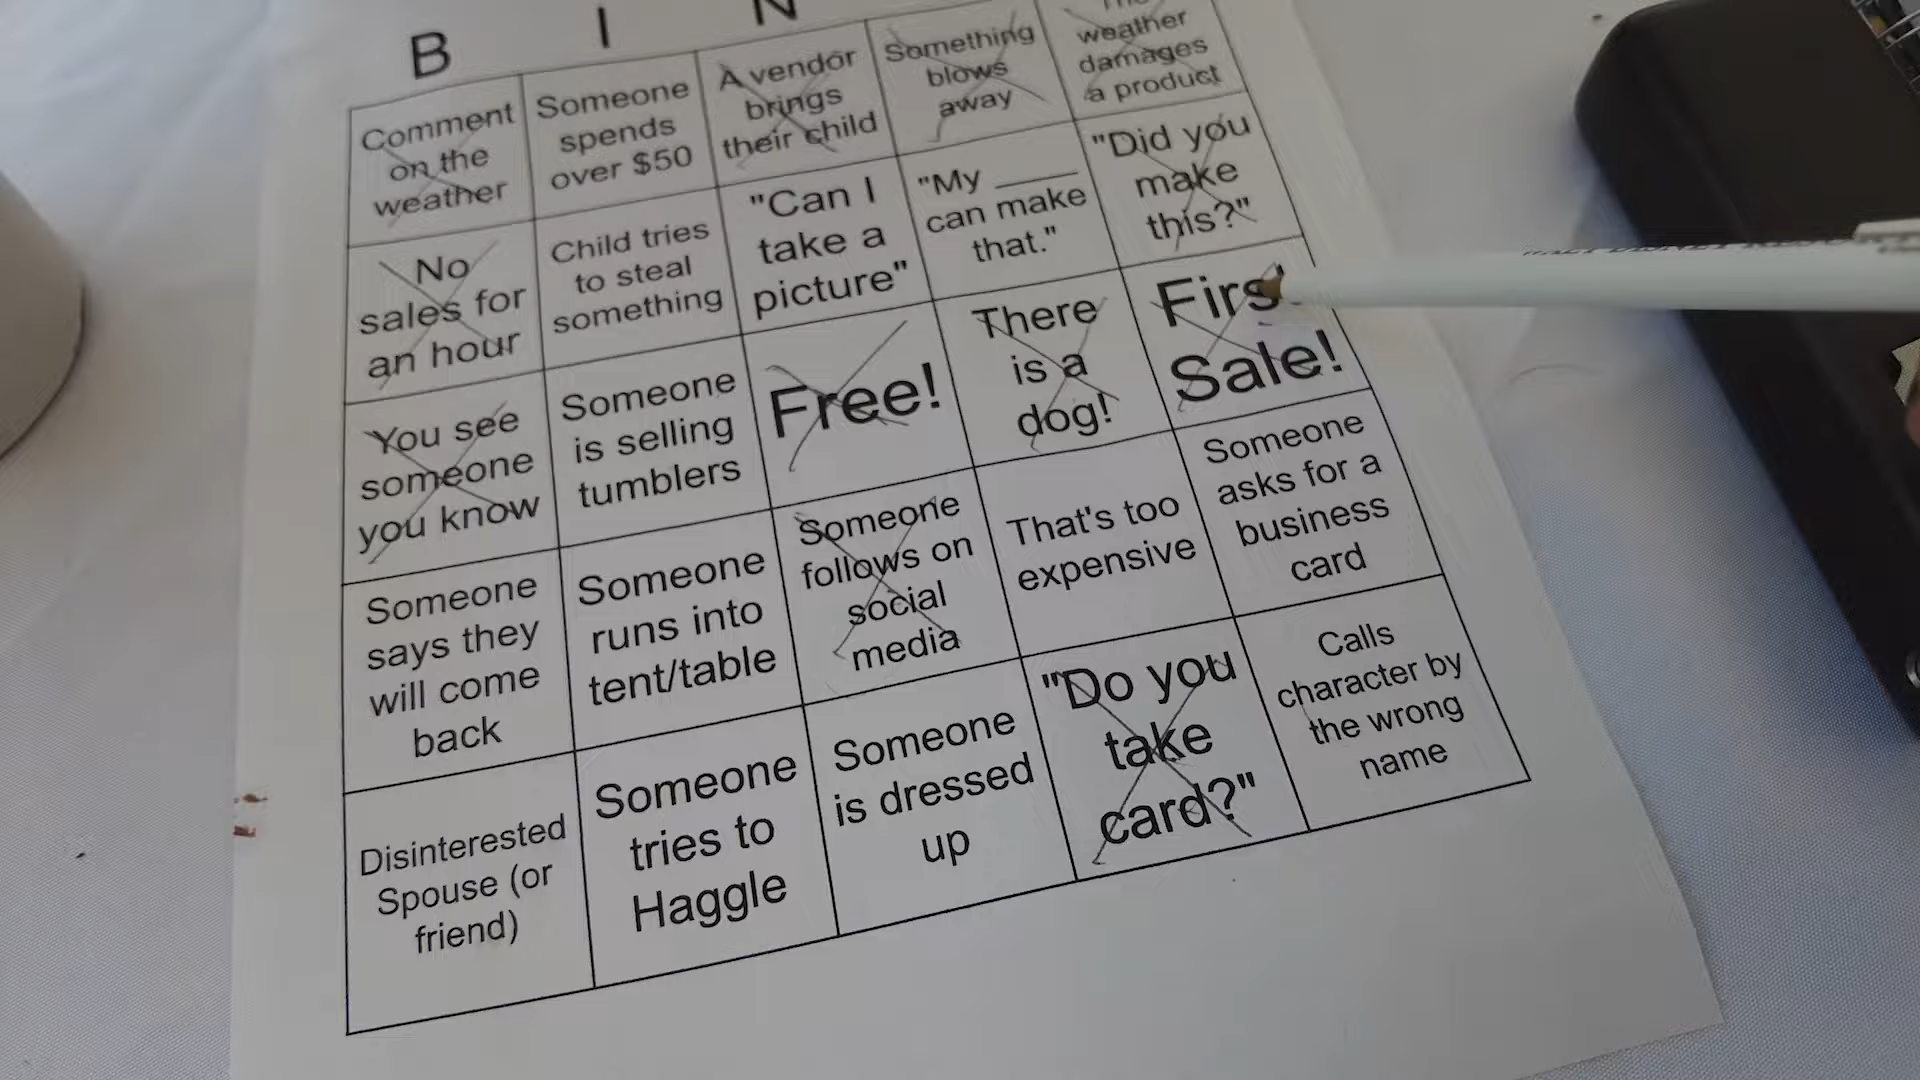 B I N
Comment
on the
weather
Someone
spends
over $50
A vendor
brings
their child
Something
blows
away
weather
damages
a product
No
sales for
an hour
Child tries
to steal
something
"Can I
take a
picture"
"My ____
can make
that."
"Did you
make
this?"
You see
someone
you know
Someone
is selling
tumblers
Free!
There
is a
dog!
First
Sale!
Someone
says they
will come
back
Someone
runs into
tent/table
Someone
follows on
social
media
That's too
expensive
Someone
asks for a
business
card
Disinterested
Spouse (or
friend)
Someone
tries to
Haggle
Someone
is dressed
up
"Do you
take
card?"
Calls
character by
the wrong
name